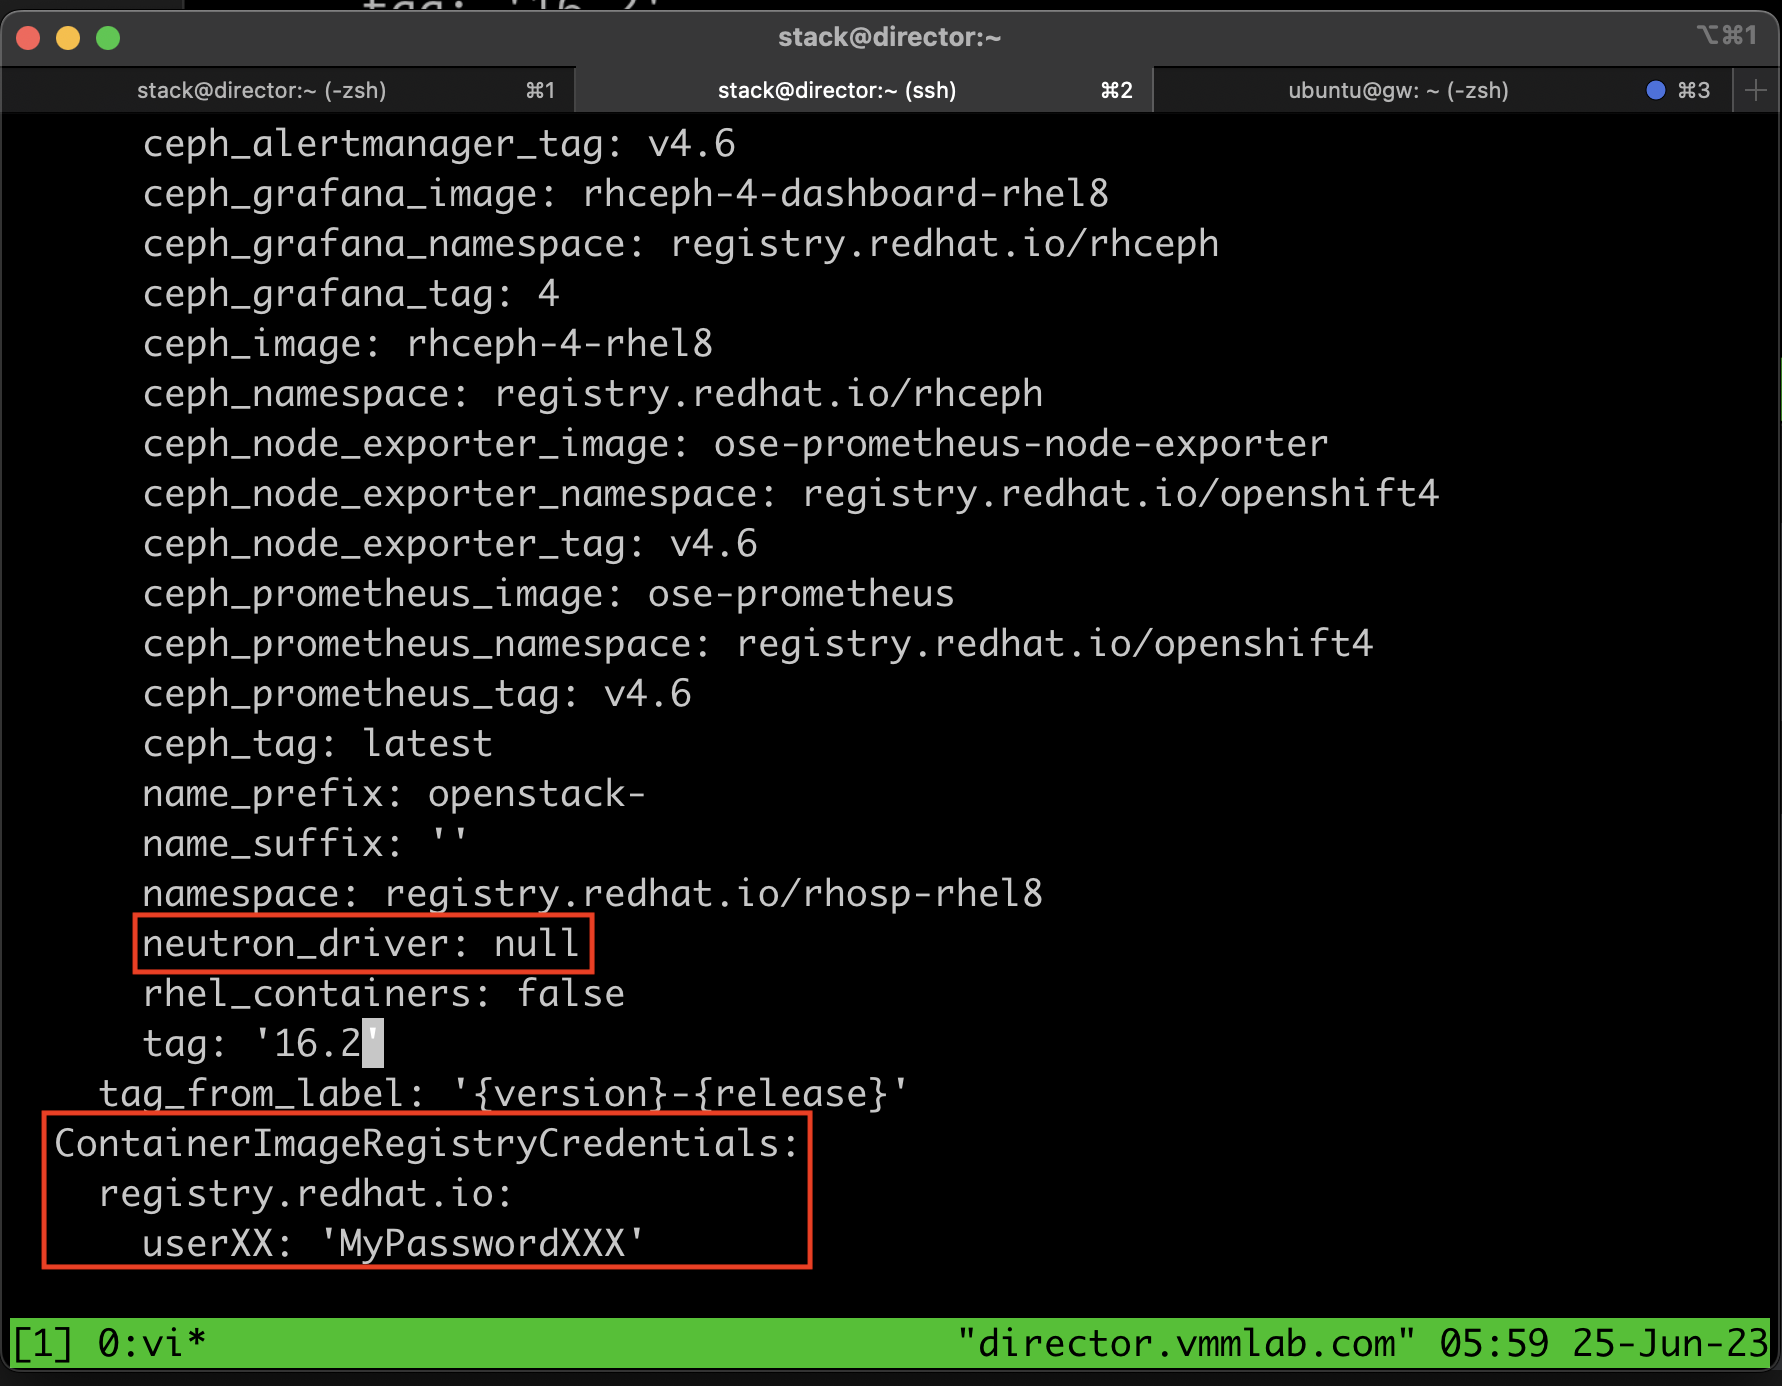 stack@director:~
⌥⌘1
stack@director:~ (-zsh) ⌘1
stack@director:~ (ssh) ⌘2
ubuntu@gw: ~ (-zsh) ⌘3
ceph_alertmanager_tag: v4.6
ceph_grafana_image: rhceph-4-dashboard-rhel8
ceph_grafana_namespace: registry.redhat.io/rhceph
ceph_grafana_tag: 4
ceph_image: rhceph-4-rhel8
ceph_namespace: registry.redhat.io/rhceph
ceph_node_exporter_image: ose-prometheus-node-exporter
ceph_node_exporter_namespace: registry.redhat.io/openshift4
ceph_node_exporter_tag: v4.6
ceph_prometheus_image: ose-prometheus
ceph_prometheus_namespace: registry.redhat.io/openshift4
ceph_prometheus_tag: v4.6
ceph_tag: latest
name_prefix: openstack-
name_suffix: ''
namespace: registry.redhat.io/rhosp-rhel8
neutron_driver: null
rhel_containers: false
tag: '16.2'
tag_from_label: '{version}-{release}'
ContainerImageRegistryCredentials:
registry.redhat.io:
userXX: 'MyPasswordXXX'
[1] 0:vi* "director.vmmlab.com" 05:59 25-Jun-23